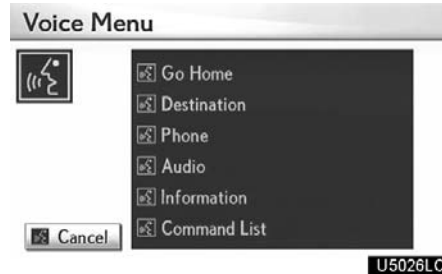 Voice Menu
Go Home
Destination
Phone
Audio
Information
Command List
Cancel
U5026LC